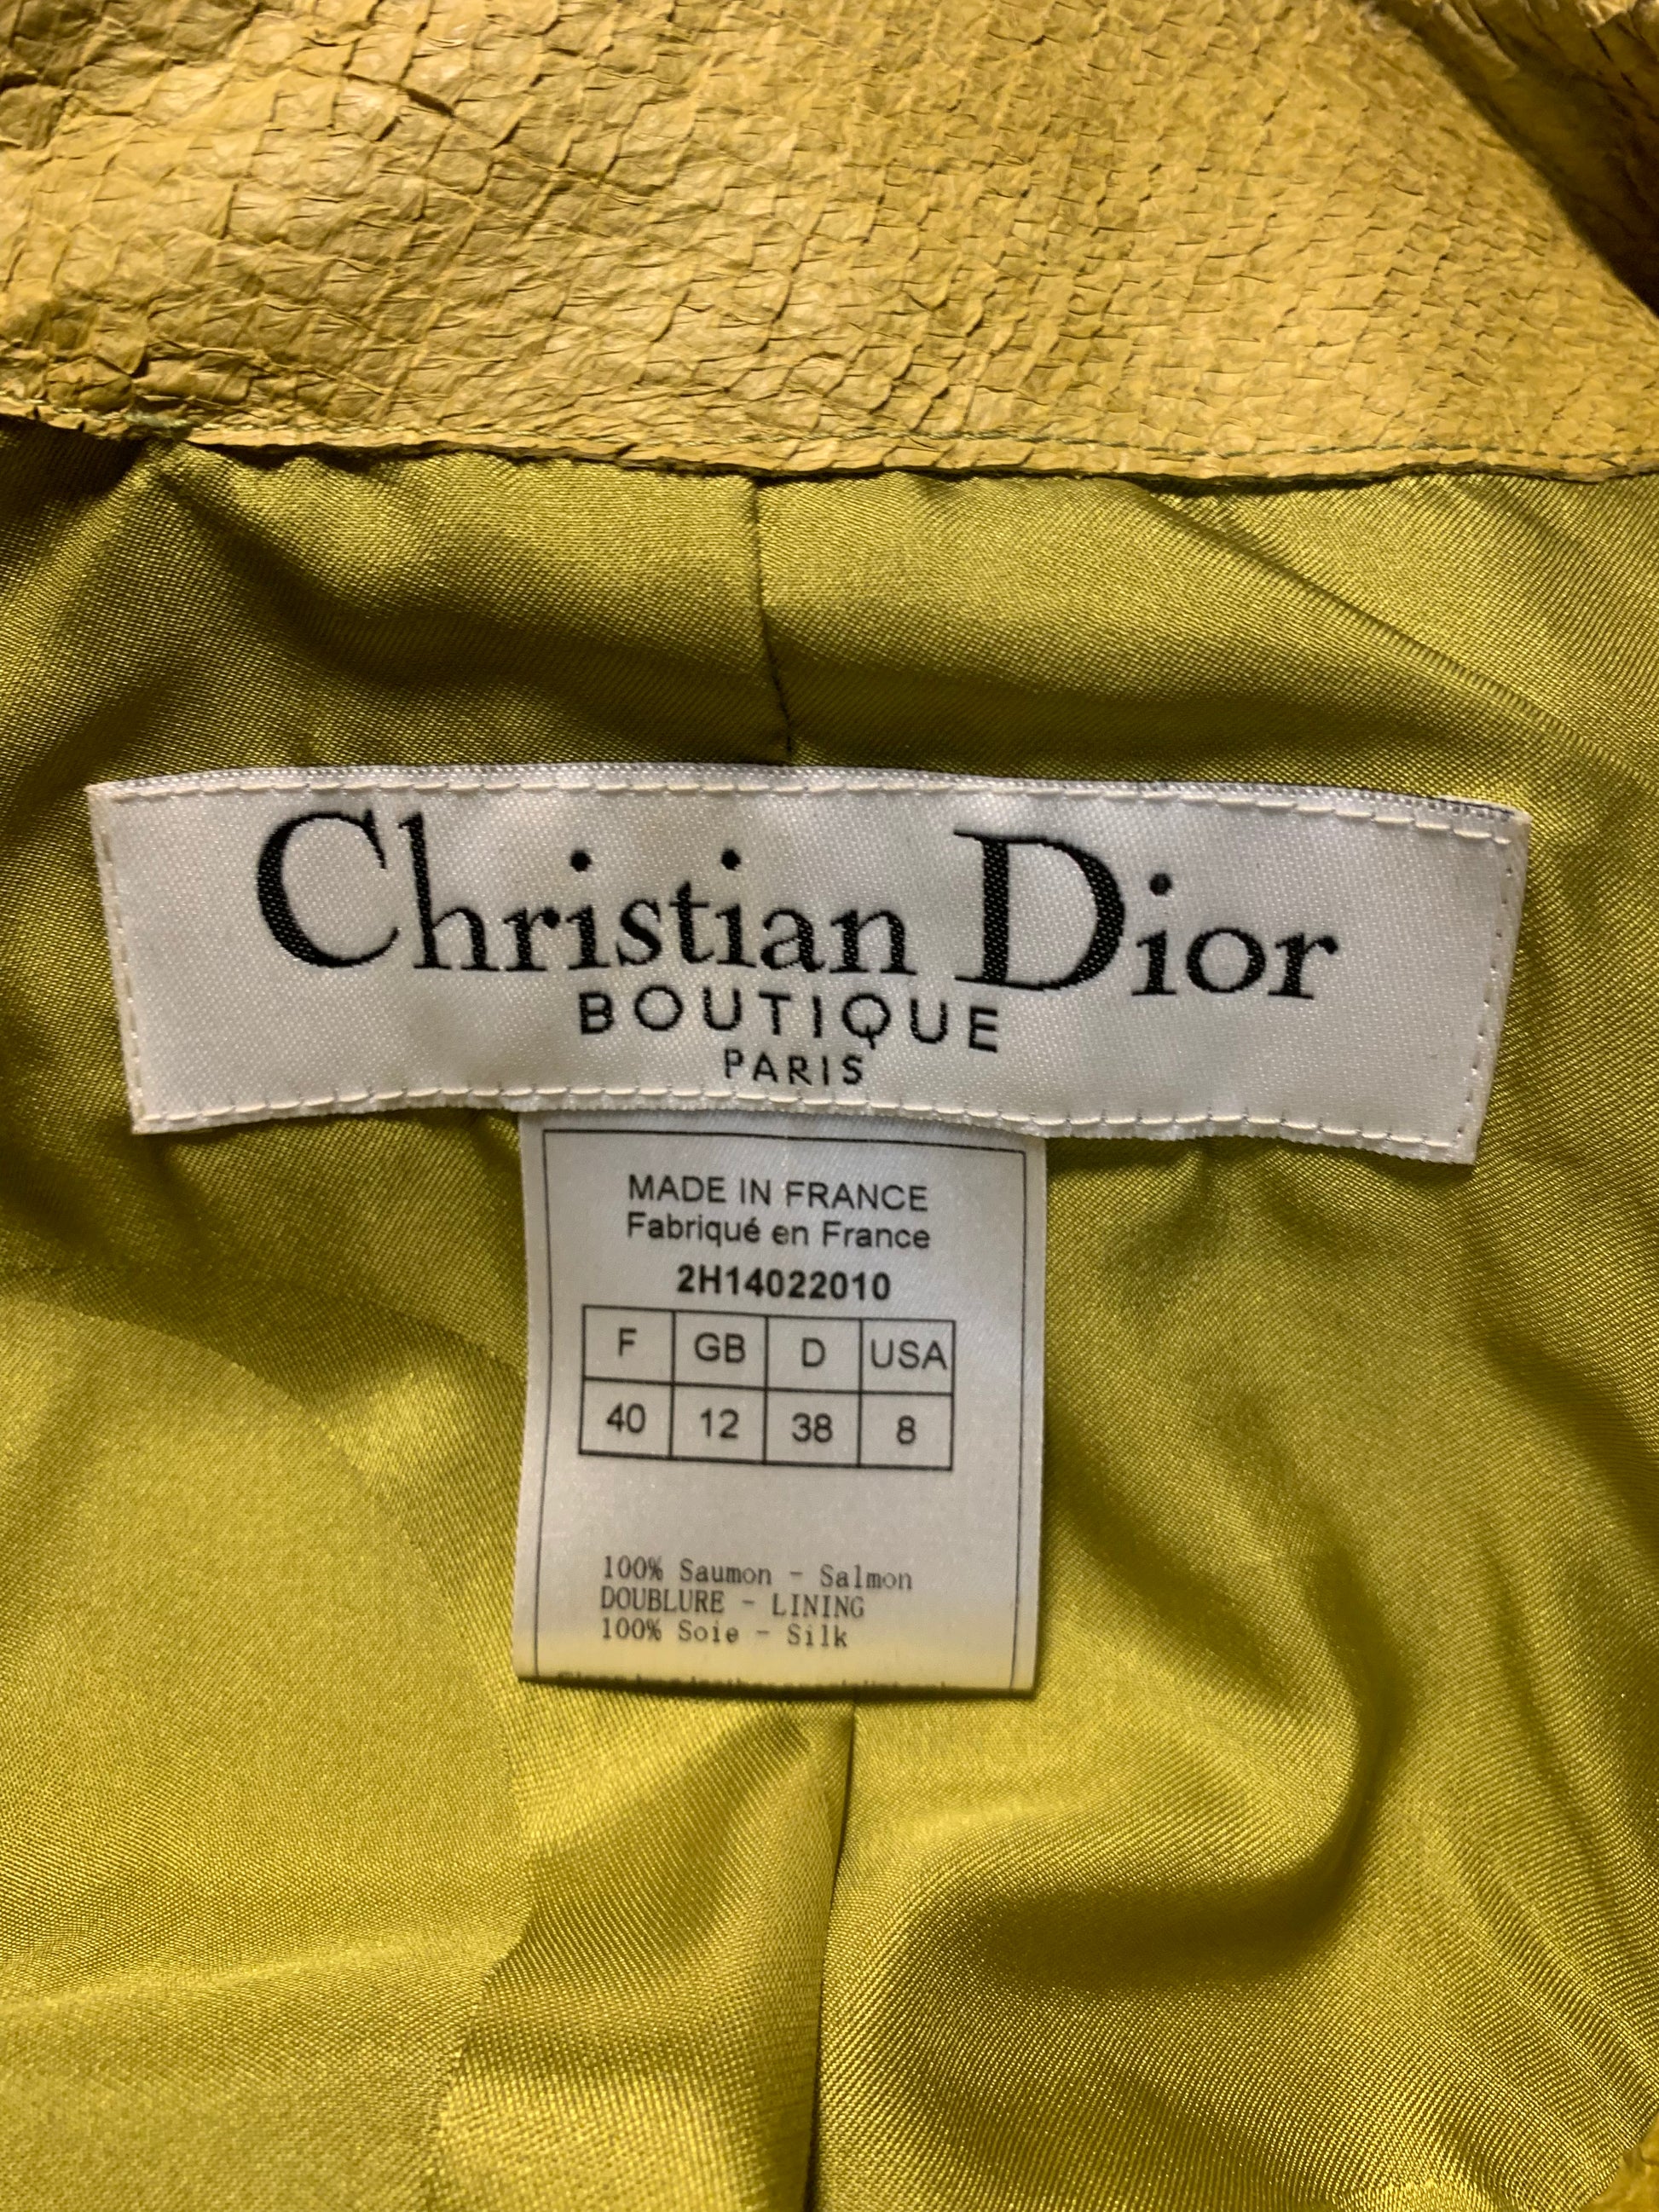 Christian Dior
BOUTIQUE
PARIS
MADE IN FRANCE
Fabriqué en France
2H14022010
F GB D USA
40 12 38 8
100% Saumon - Salmon
DOUBLURE - LINING
100% Soie - Silk